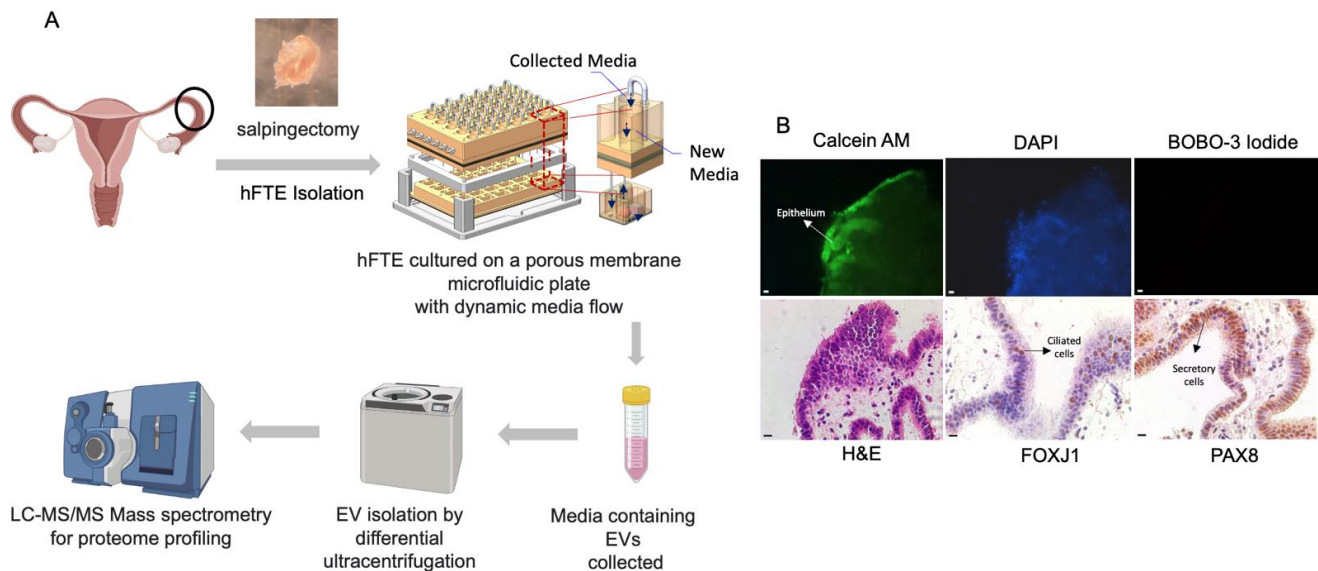 A
salpingectomy
hFTE Isolation
Collected Media
New
Media
hFTE cultured on a porous membrane
microfluidic plate
with dynamic media flow
Media containing
EVs
collected
EV isolation by
differential
ultracentrifugation
LC-MS/MS Mass spectrometry
for proteome profiling
B
Calcein AM
DAPI
BOBO-3 Iodide
Epithelium
Ciliated
cells
Secretory
cells
H&E
FOXJ1
PAX8